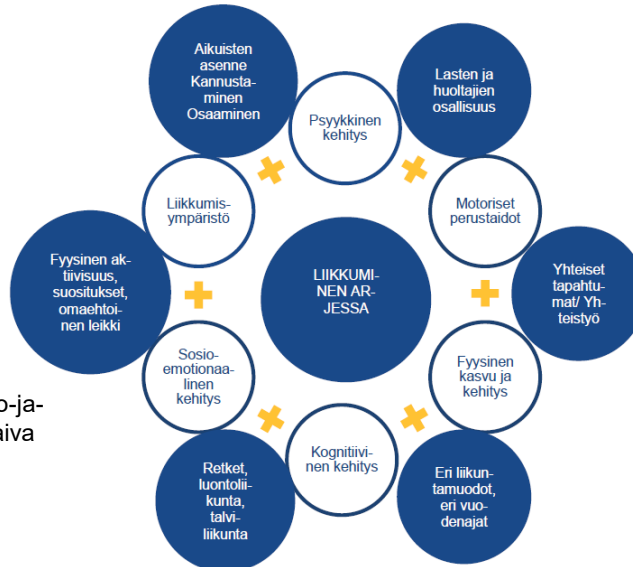 Aikuisten
asenne
Kannusta-
minen
Osaaminen
Psyykkinen
kehitys
Lasten ja
huoltajien
osallisuus
Liikkumis-
ympäristö
Motoriset
perustaidot
Fyysinen ak-
tiivisuus,
suositukset,
omaehtoi-
nen leikki
LIIKKUMI-
NEN AR-
JESSA
Yhteiset
tapahtu-
mat/ Yh-
teistyö
Sosio-
emotionaa-
linen
kehitys
Fyysinen
kasvu ja
kehitys
o-ja-
aiva
Kognitiivi-
nen kehitys
Retket,
luontolii-
kunta,
talvi-
liikunta
Eri liikun-
tamuodot,
eri vuo-
denajat